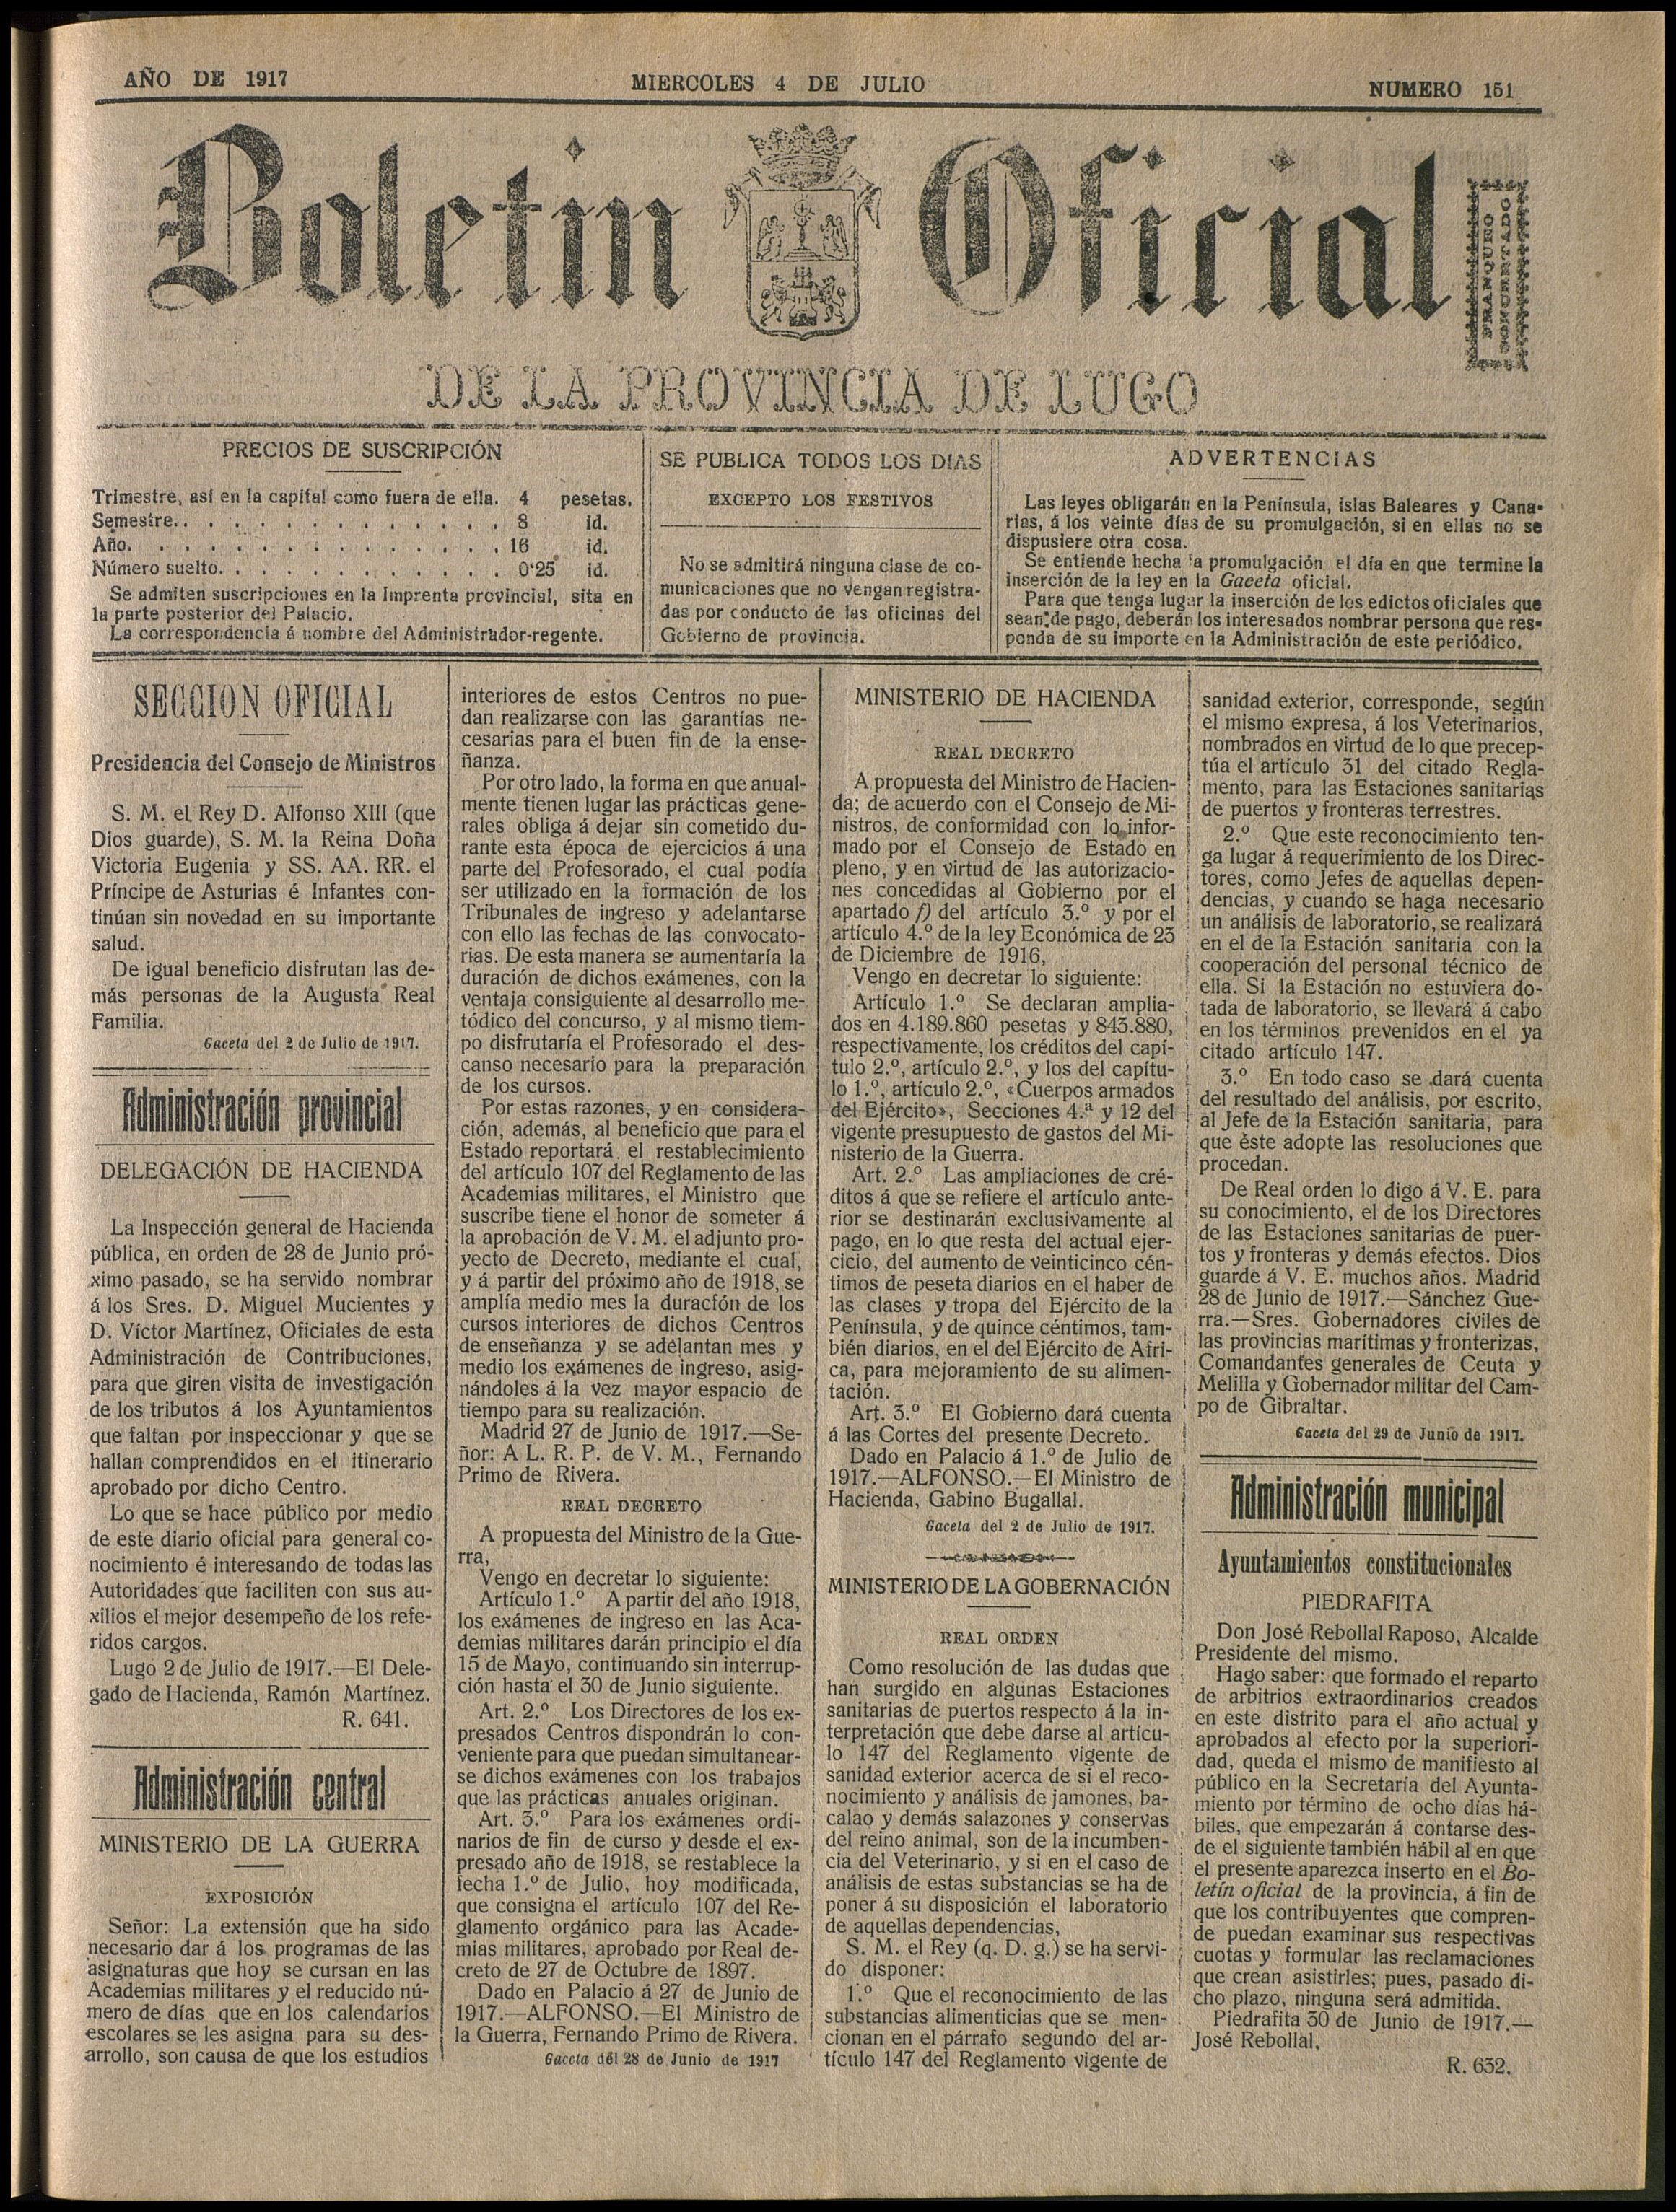 AÑO DE 1917
MIERCOLES 4 DE JULIO
NUMERO 151
Boletin Oficial
FRANQUEO
CONCERTADO
DE LA PROVINCIA DE LUGO
PRECIOS DE SUSCRIPCIÓN
Trimestre, así en la capital como fuera de ella. 4 pesetas.
Semestre. . . . . . . . . . . . . . 8 id.
Año. . . . . . . . . . . . . . . 16 id.
Número suelto. . . . . . . . . . . . 0'25 id.
Se admiten suscripciones en la Imprenta provincial, sita en
la parte posterior del Palacio.
La correspondencia á nombre del Administrador-regente.
SE PUBLICA TODOS LOS DIAS
EXCEPTO LOS FESTIVOS
No se admitirá ninguna clase de co-
municaciones que no vengan registra-
das por conducto de las oficinas del
Gobierno de provincia.
ADVERTENCIAS
Las leyes obligarán en la Península, islas Baleares y Cana-
rias, á los veinte días de su promulgación, si en ellas no se
dispusiere otra cosa.
Se entiende hecha la promulgación el día en que termine la
inserción de la ley en la Gaceta oficial.
Para que tenga lugar la inserción de los edictos oficiales que
sean de pago, deberán los interesados nombrar persona que res-
ponda de su importe en la Administración de este periódico.
SECCION OFICIAL
Presidencia del Consejo de Ministros
S. M. el Rey D. Alfonso XIII (que
Dios guarde), S. M. la Reina Doña
Victoria Eugenia y SS. AA. RR. el
Príncipe de Asturias é Infantes con-
tinúan sin novedad en su importante
salud.
De igual beneficio disfrutan las de-
más personas de la Augusta Real
Familia.
Gaceta del 2 de Julio de 1917.
Administración provincial
DELEGACIÓN DE HACIENDA
La Inspección general de Hacienda
pública, en orden de 28 de Junio pró-
ximo pasado, se ha servido nombrar
á los Sres. D. Miguel Mucientes y
D. Víctor Martínez, Oficiales de esta
Administración de Contribuciones,
para que giren visita de investigación
de los tributos á los Ayuntamientos
que faltan por inspeccionar y que se
hallan comprendidos en el itinerario
aprobado por dicho Centro.
Lo que se hace público por medio
de este diario oficial para general co-
nocimiento é interesando de todas las
Autoridades que faciliten con sus au-
xilios el mejor desempeño de los refe-
ridos cargos.
Lugo 2 de Julio de 1917.—El Dele-
gado de Hacienda, Ramón Martínez.
R. 641.
Administración central
MINISTERIO DE LA GUERRA
EXPOSICIÓN
Señor: La extensión que ha sido
necesario dar á los programas de las
asignaturas que hoy se cursan en las
Academias militares y el reducido nú-
mero de días que en los calendarios
escolares se les asigna para su des-
arrollo, son causa de que los estudios
interiores de estos Centros no pue-
dan realizarse con las garantías ne-
cesarias para el buen fin de la ense-
ñanza.
Por otro lado, la forma en que anual-
mente tienen lugar las prácticas gene-
rales obliga á dejar sin cometido du-
rante esta época de ejercicios á una
parte del Profesorado, el cual podía
ser utilizado en la formación de los
Tribunales de ingreso y adelantarse
con ello las fechas de las convocato-
rias. De esta manera se aumentaría la
duración de dichos exámenes, con la
ventaja consiguiente al desarrollo me-
tódico del concurso, y al mismo tiem-
po disfrutaría el Profesorado el des-
canso necesario para la preparación
de los cursos.
Por estas razones, y en considera-
ción, además, al beneficio que para el
Estado reportará el restablecimiento
del artículo 107 del Reglamento de las
Academias militares, el Ministro que
suscribe tiene el honor de someter á
la aprobación de V. M. el adjunto pro-
yecto de Decreto, mediante el cual,
y á partir del próximo año de 1918, se
amplía medio mes la duración de los
cursos interiores de dichos Centros
de enseñanza y se adelantan mes y
medio los exámenes de ingreso, asig-
nándoles á la vez mayor espacio de
tiempo para su realización.
Madrid 27 de Junio de 1917.—Se-
ñor: A L. R. P. de V. M., Fernando
Primo de Rivera.
REAL DECRETO
A propuesta del Ministro de la Gue-
rra,
Vengo en decretar lo siguiente:
Artículo 1.º A partir del año 1918,
los exámenes de ingreso en las Aca-
demias militares darán principio el día
15 de Mayo, continuando sin interrup-
ción hasta el 30 de Junio siguiente.
Art. 2.º Los Directores de los ex-
presados Centros dispondrán lo con-
veniente para que puedan simultanear-
se dichos exámenes con los trabajos
que las prácticas anuales originan.
Art. 3.º Para los exámenes ordi-
narios de fin de curso y desde el ex-
presado año de 1918, se restablece la
fecha 1.º de Julio, hoy modificada,
que consigna el artículo 107 del Re-
glamento orgánico para las Acade-
mias militares, aprobado por Real de-
creto de 27 de Octubre de 1897.
Dado en Palacio á 27 de Junio de
1917.—ALFONSO.—El Ministro de
la Guerra, Fernando Primo de Rivera.
Gaceta del 28 de Junio de 1917
MINISTERIO DE HACIENDA
REAL DECRETO
A propuesta del Ministro de Hacien-
da; de acuerdo con el Consejo de Mi-
nistros, de conformidad con lo infor-
mado por el Consejo de Estado en
pleno, y en virtud de las autorizacio-
nes concedidas al Gobierno por el
apartado f) del artículo 3.º y por el
artículo 4.º de la ley Económica de 23
de Diciembre de 1916,
Vengo en decretar lo siguiente:
Artículo 1.º Se declaran amplia-
dos en 4.189.860 pesetas y 843.880,
respectivamente, los créditos del capí-
tulo 2.º, artículo 2.º, y los del capítu-
lo 1.º, artículo 2.º, «Cuerpos armados
del Ejército», Secciones 4.ª y 12 del
vigente presupuesto de gastos del Mi-
nisterio de la Guerra.
Art. 2.º Las ampliaciones de cré-
ditos á que se refiere el artículo ante-
rior se destinarán exclusivamente al
pago, en lo que resta del actual ejer-
cicio, del aumento de veinticinco cén-
timos de peseta diarios en el haber de
las clases y tropa del Ejército de la
Península, y de quince céntimos, tam-
bién diarios, en el del Ejército de Afri-
ca, para mejoramiento de su alimen-
tación.
Art. 3.º El Gobierno dará cuenta
á las Cortes del presente Decreto.
Dado en Palacio á 1.º de Julio de
1917.—ALFONSO.—El Ministro de
Hacienda, Gabino Bugallal.
Gaceta del 2 de Julio de 1917.
MINISTERIO DE LA GOBERNACIÓN
REAL ORDEN
Como resolución de las dudas que
han surgido en algunas Estaciones
sanitarias de puertos respecto á la in-
terpretación que debe darse al artícu-
lo 147 del Reglamento vigente de
sanidad exterior acerca de si el reco-
nocimiento y análisis de jamones, ba-
calao y demás salazones y conservas
del reino animal, son de la incumben-
cia del Veterinario, y si en el caso de
análisis de estas substancias se ha de
poner á su disposición el laboratorio
de aquellas dependencias,
S. M. el Rey (q. D. g.) se ha servi-
do disponer:
1.º Que el reconocimiento de las
substancias alimenticias que se men-
cionan en el párrafo segundo del ar-
tículo 147 del Reglamento vigente de
sanidad exterior, corresponde, según
el mismo expresa, á los Veterinarios,
nombrados en virtud de lo que precep-
túa el artículo 31 del citado Regla-
mento, para las Estaciones sanitarias
de puertos y fronteras terrestres.
2.º Que este reconocimiento ten-
ga lugar á requerimiento de los Direc-
tores, como Jefes de aquellas depen-
dencias, y cuando se haga necesario
un análisis de laboratorio, se realizará
en el de la Estación sanitaria con la
cooperación del personal técnico de
ella. Si la Estación no estuviera do-
tada de laboratorio, se llevará á cabo
en los términos prevenidos en el ya
citado artículo 147.
3.º En todo caso se dará cuenta
del resultado del análisis, por escrito,
al Jefe de la Estación sanitaria, para
que éste adopte las resoluciones que
procedan.
De Real orden lo digo á V. E. para
su conocimiento, el de los Directores
de las Estaciones sanitarias de puer-
tos y fronteras y demás efectos. Dios
guarde á V. E. muchos años. Madrid
28 de Junio de 1917.—Sánchez Gue-
rra.—Sres. Gobernadores civiles de
las provincias marítimas y fronterizas,
Comandantes generales de Ceuta y
Melilla y Gobernador militar del Cam-
po de Gibraltar.
Gaceta del 29 de Junio de 1917.
Administración municipal
Ayuntamientos constitucionales
PIEDRAFITA
Don José Rebollal Raposo, Alcalde
Presidente del mismo.
Hago saber: que formado el reparto
de arbitrios extraordinarios creados
en este distrito para el año actual y
aprobados al efecto por la superiori-
dad, queda el mismo de manifiesto al
público en la Secretaría del Ayunta-
miento por término de ocho días há-
biles, que empezarán á contarse des-
de el siguiente también hábil al en que
el presente aparezca inserto en el Bo-
letín oficial de la provincia, á fin de
que los contribuyentes que compren-
de puedan examinar sus respectivas
cuotas y formular las reclamaciones
que crean asistirles; pues, pasado di-
cho plazo, ninguna será admitida.
Piedrafita 30 de Junio de 1917.—
José Rebollal.
R. 632.